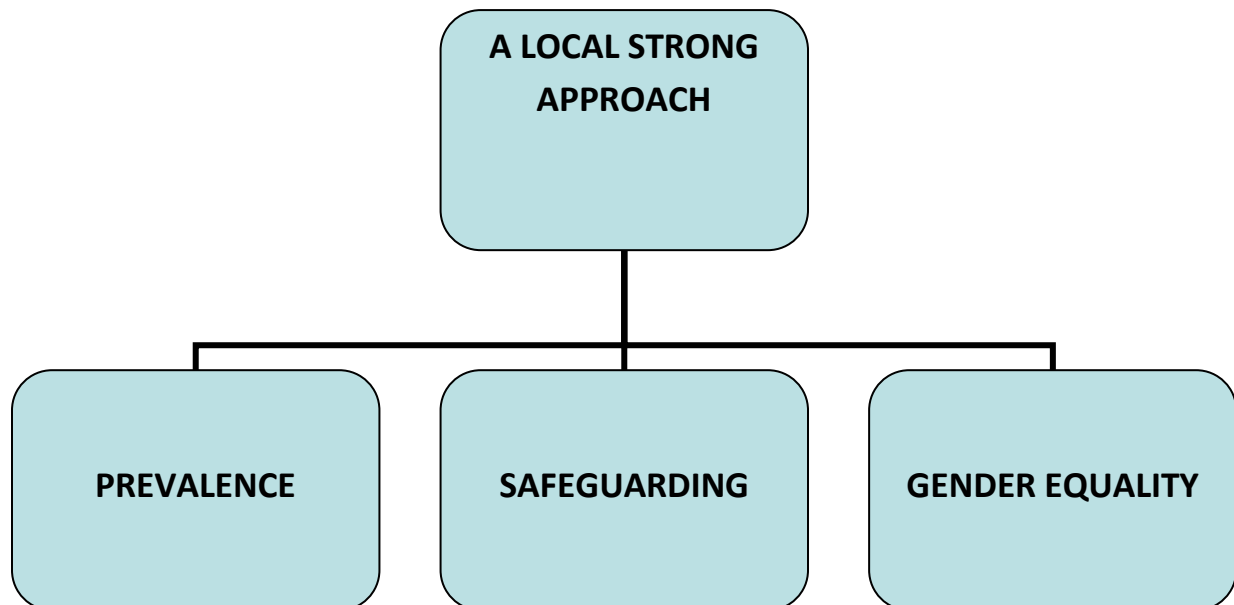 A LOCAL STRONG
APPROACH
PREVALENCE
SAFEGUARDING
GENDER EQUALITY